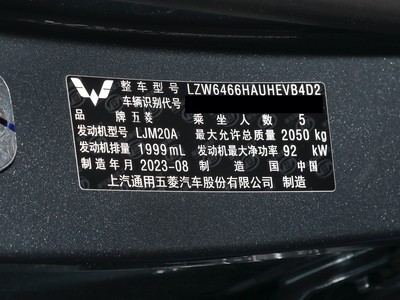 整车型号 LZW6466HAUHEVB4D2
车辆识别代号
品牌 五菱 乘坐人数 5
发动机型号 LJM20A 最大允许总质量 2050 kg
发动机排量 1999 mL 发动机最大净功率 92 kW
制造年月 2023-08 制造国 中国
上汽通用五菱汽车股份有限公司 制造